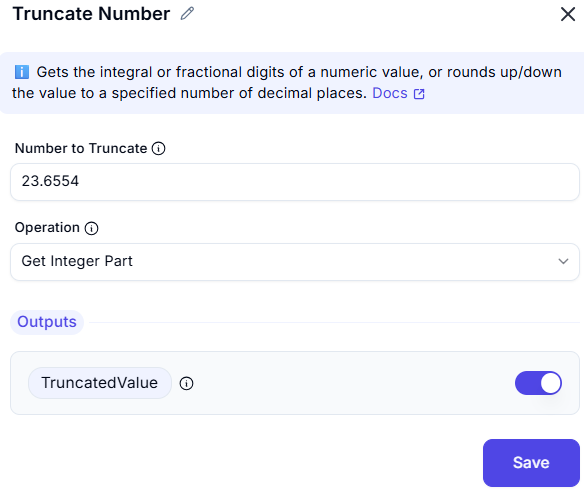 Truncate Number
Gets the integral or fractional digits of a numeric value, or rounds up/down
the value to a specified number of decimal places. Docs
Number to Truncate
23.6554
Operation
Get Integer Part
Outputs
TruncatedValue
Save